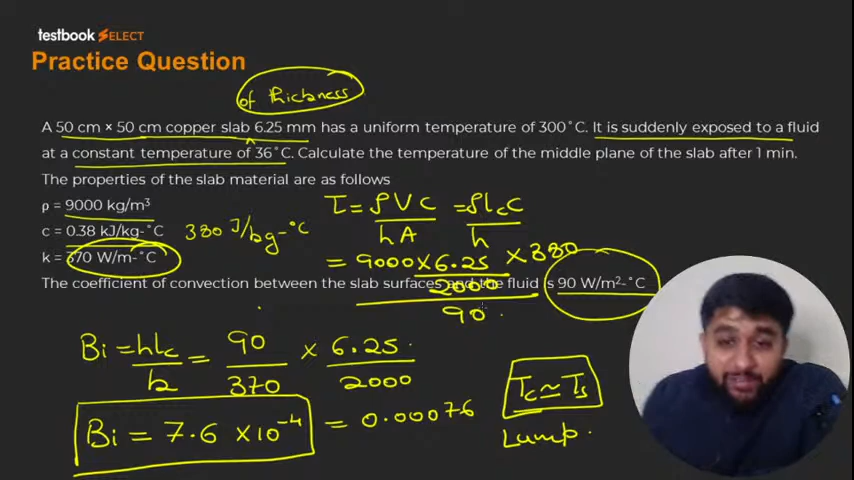 testbook SELECT
Practice Question
of thickness
A 50 cm × 50 cm copper slab 6.25 mm has a uniform temperature of 300°C. It is suddenly exposed to a fluid
at a constant temperature of 36°C. Calculate the temperature of the middle plane of the slab after 1 min.
The properties of the slab material are as follows
ρ = 9000 kg/m³
c = 0.38 kJ/kg-°C 380 J/kg-°C
k = 370 W/m-°C
τ = ρVC / hA = ρLcC / h
= 9000 × 6.25 / 2000 × 380 / 90
The coefficient of convection between the slab surfaces and the fluid is 90 W/m²-°C
Bi = hLc / k = 90 / 370 × 6.25 / 2000
Bi = 7.6 × 10⁻⁴ = 0.00076
Tc ≃ Ts
Lump.